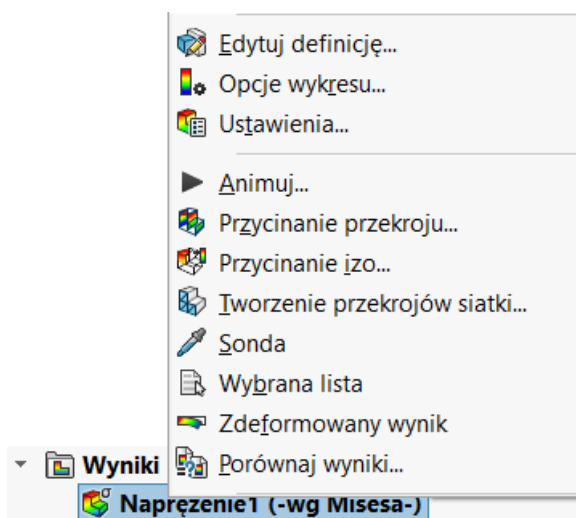 Edytuj definicję...
Opcje wykresu...
Ustawienia...
Animuj...
Przycinanie przekroju...
Przycinanie izo...
Tworzenie przekrojów siatki...
Sonda
Wybrana lista
Zdeformowany wynik
Porównaj wyniki...
Wyniki
Naprężenie1 (-wg Misesa-)